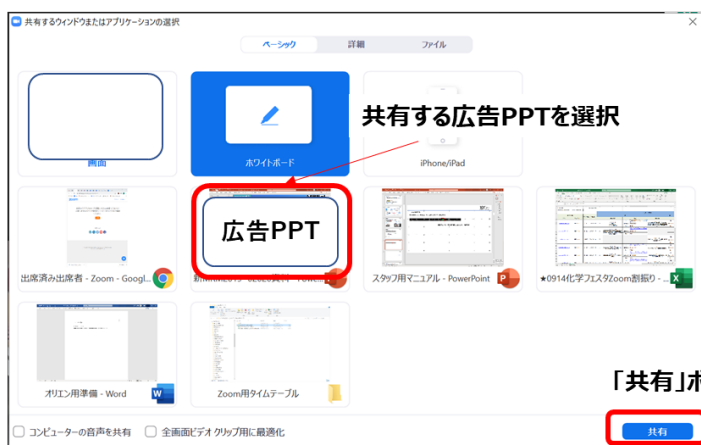 共有するウィンドウまたはアプリケーションの選択
ベーシック 詳細 ファイル
共有する広告PPTを選択
画面
ホワイトボード
iPhone/iPad
広告PPT
出席済み出席者 - Zoom - Googl...
スタッフ用マニュアル - PowerPoint
★0914化学フェスタZoom割振り - ...
オリエン用準備 - Word
Zoom用タイムテーブル
「共有」ボ
コンピューターの音声を共有 全画面ビデオ クリップ用に最適化
共有